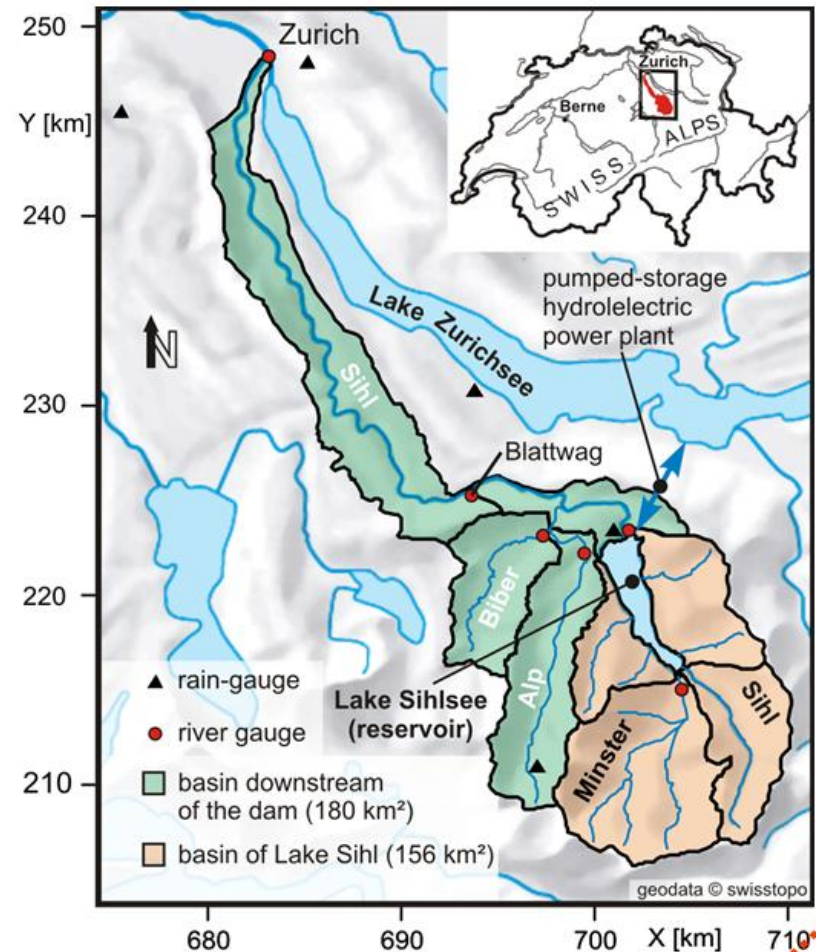 250
Y [km]
240
230
220
210
680
690
700
X [km]
710
Zurich
Zurich
Berne
SWISS ALPS
pumped-storage
hydrolelectric
power plant
Lake Zurichsee
N
Sihl
Blattwag
Biber
Alp
Lake Sihlsee
(reservoir)
Minster
Sihl
rain-gauge
river gauge
basin downstream
of the dam (180 km²)
basin of Lake Sihl (156 km²)
geodata © swisstopo